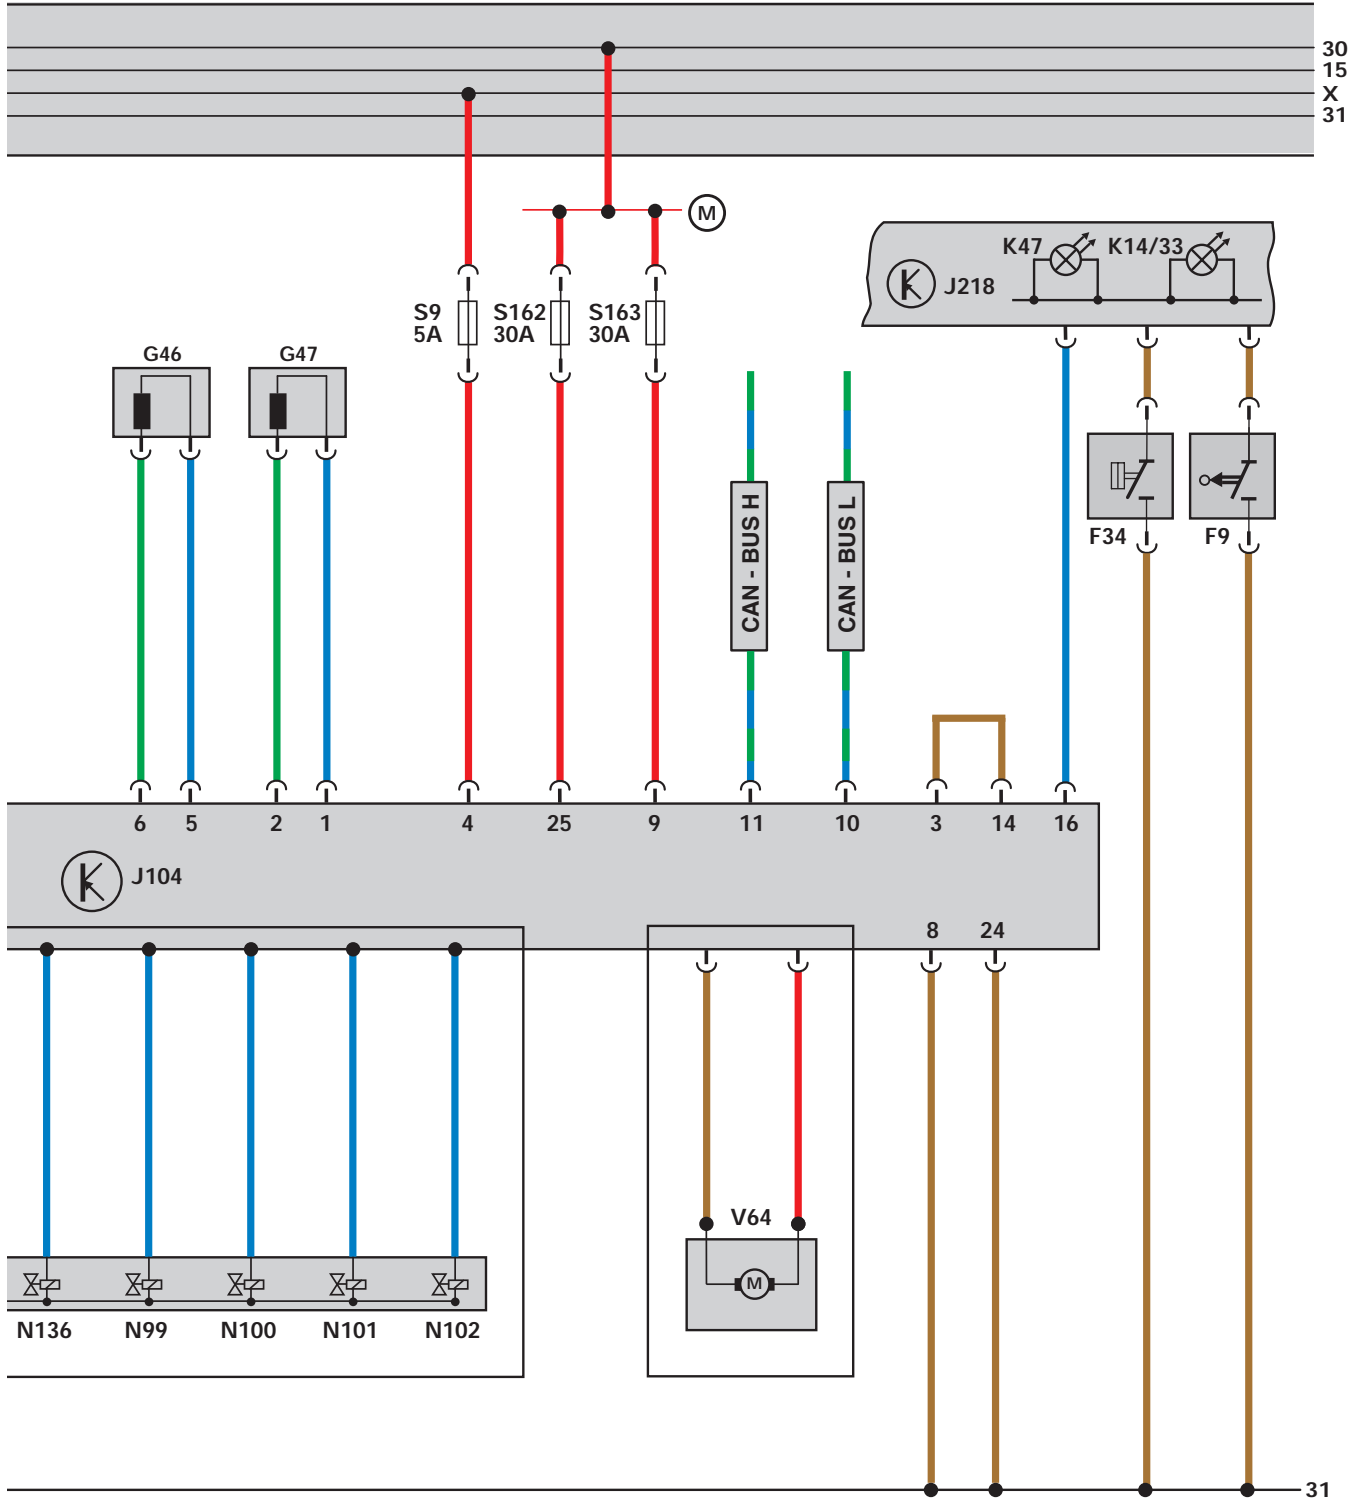 30
15
X
31
M
K47 K14/33
J218
S9 S162 S163
5A 30A 30A
G46 G47
CAN - BUS H
CAN - BUS L
F34 F9
6 5 2 1 4 25 9 11 10 3 14 16
J104
8 24
V64
M
N136 N99 N100 N101 N102
31